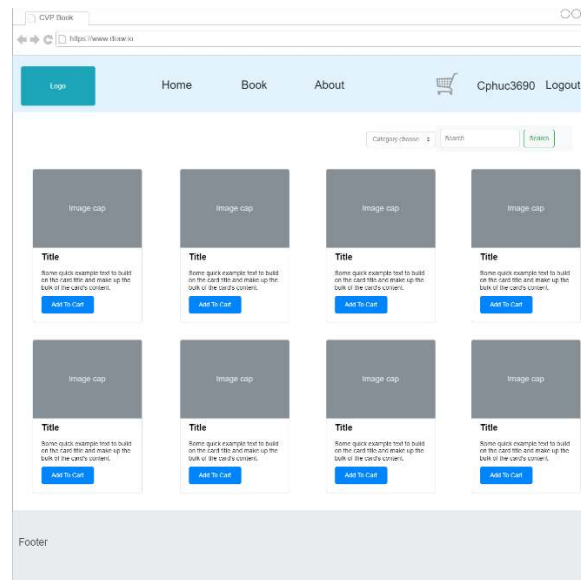 CVP Book
https://www.draw.io
Logo
Home
Book
About
Cphuc3690
Logout
Category choose
Search
Search
Image cap
Image cap
Image cap
Image cap
Title
Title
Title
Title
Some quick example text to build
on the card title and make up the
bulk of the card's content.
Some quick example text to build
on the card title and make up the
bulk of the card's content.
Some quick example text to build
on the card title and make up the
bulk of the card's content.
Some quick example text to build
on the card title and make up the
bulk of the card's content.
Add To Cart
Add To Cart
Add To Cart
Add To Cart
Image cap
Image cap
Image cap
Image cap
Title
Title
Title
Title
Some quick example text to build
on the card title and make up the
bulk of the card's content.
Some quick example text to build
on the card title and make up the
bulk of the card's content.
Some quick example text to build
on the card title and make up the
bulk of the card's content.
Some quick example text to build
on the card title and make up the
bulk of the card's content.
Add To Cart
Add To Cart
Add To Cart
Add To Cart
Footer